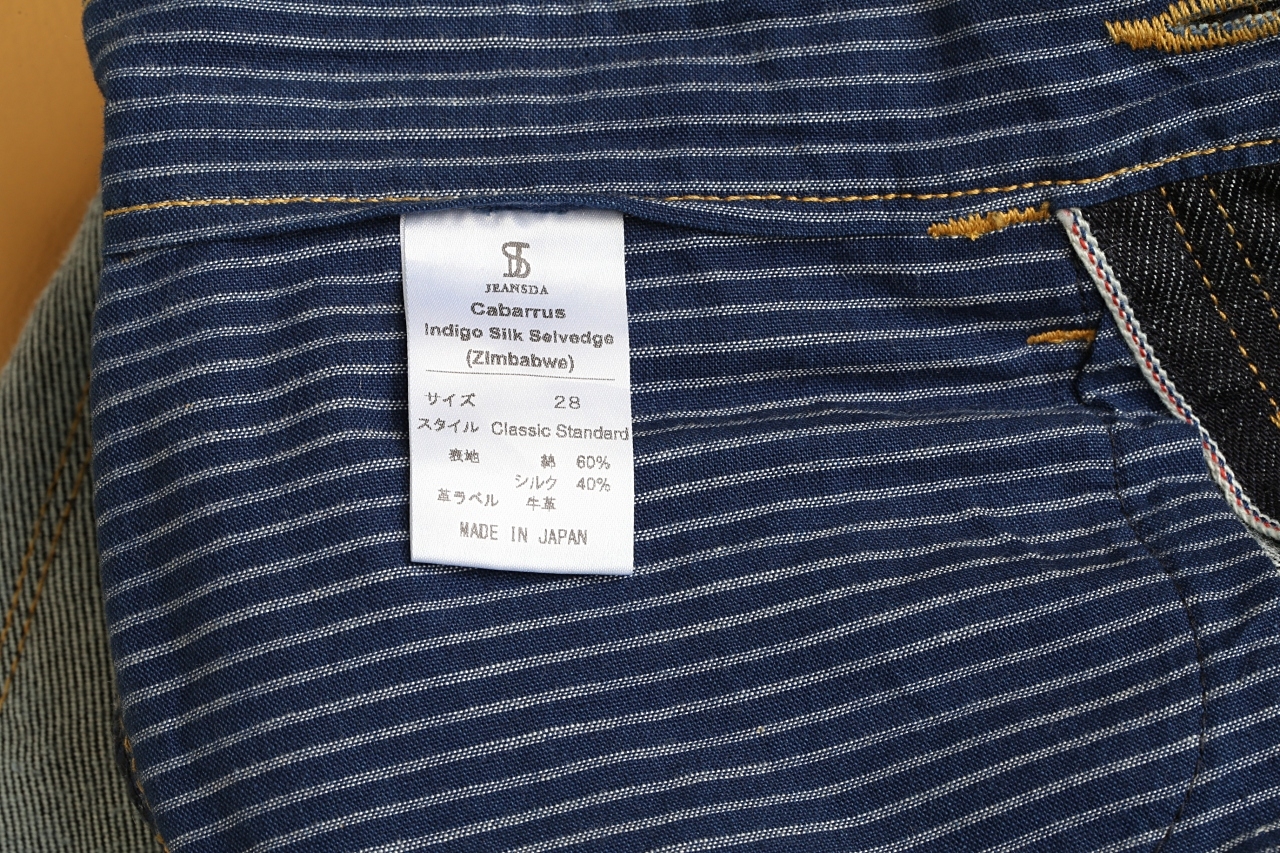 JEANSDA
Cabarrus
Indigo Silk Selvedge
(Zimbabwe)
サイズ 28
スタイル Classic Standard
表地 綿 60%
シルク 40%
革ラベル 牛革
MADE IN JAPAN